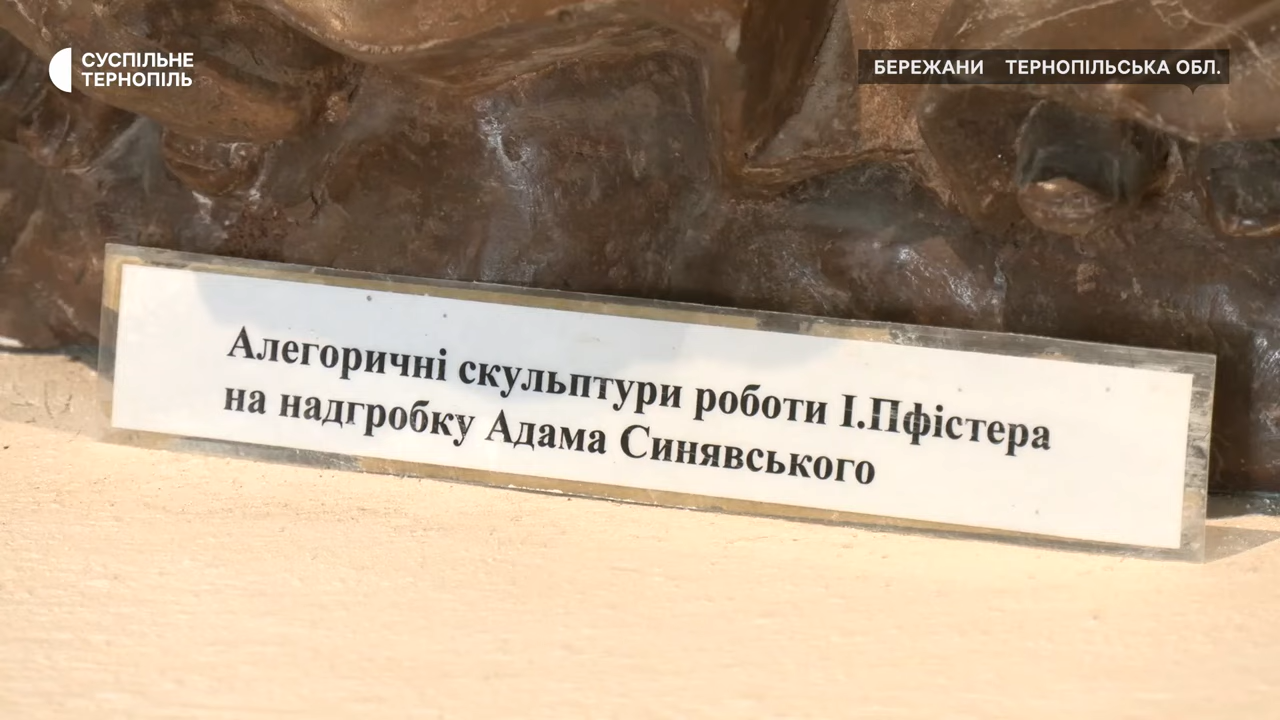 СУСПІЛЬНЕ
ТЕРНОПІЛЬ
БЕРЕЖАНИ ТЕРНОПІЛЬСЬКА ОБЛ.
Алегоричні скульптури роботи І.Пфістера
на надгробку Адама Синявського